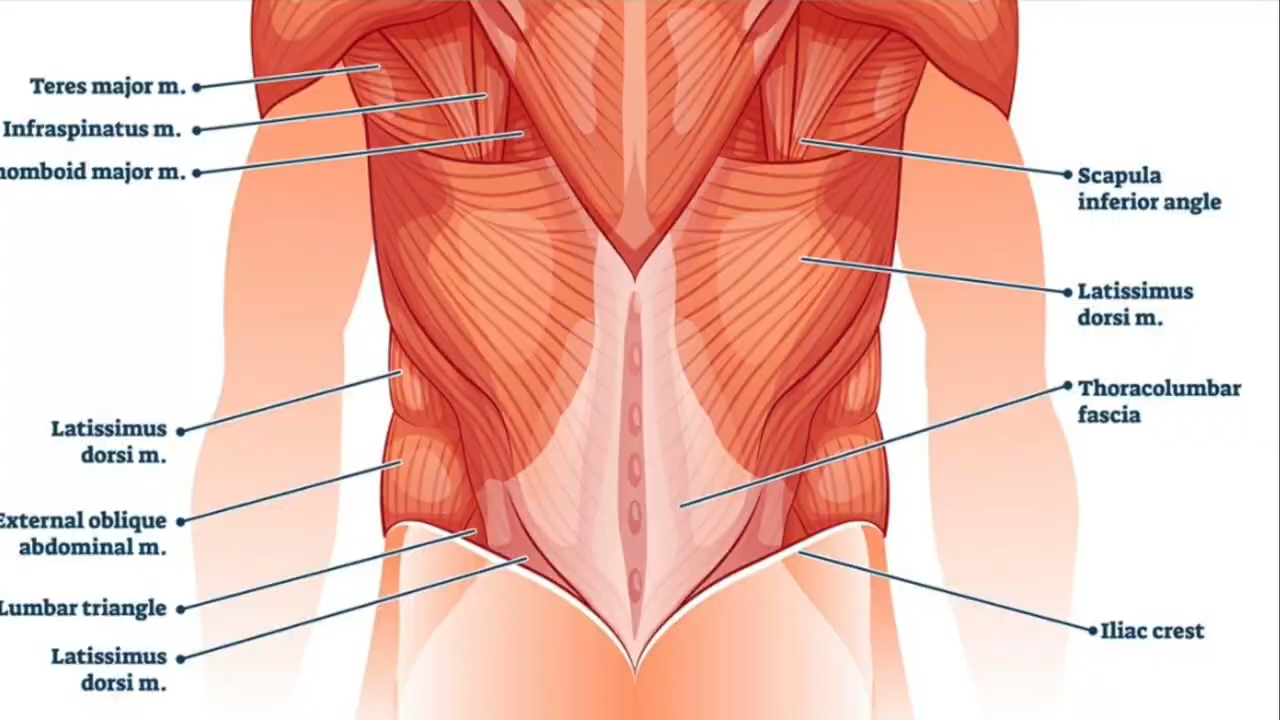 Teres major m.
Infraspinatus m.
homboid major m.
Scapula
inferior angle
Latissimus
dorsi m.
Thoracolumbar
fascia
Latissimus
dorsi m.
External oblique
abdominal m.
Lumbar triangle
Iliac crest
Latissimus
dorsi m.